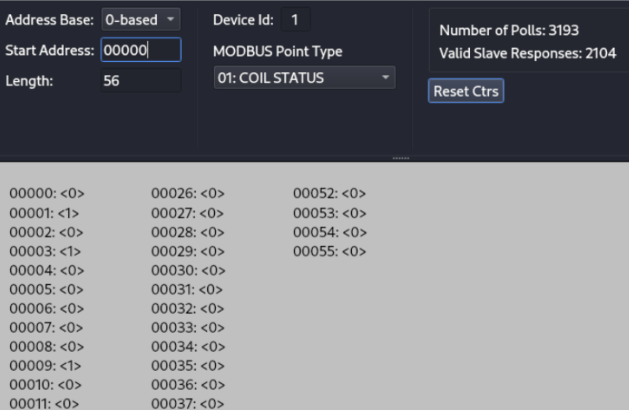 Address Base: 0-based
Device Id: 1
Number of Polls: 3193
Start Address: 00000
MODBUS Point Type
Valid Slave Responses: 2104
Length: 56
01: COIL STATUS
Reset Ctrs
00000: <0> 00026: <0> 00052: <0>
00001: <1> 00027: <0> 00053: <0>
00002: <0> 00028: <0> 00054: <0>
00003: <1> 00029: <0> 00055: <0>
00004: <0> 00030: <0>
00005: <0> 00031: <0>
00006: <0> 00032: <0>
00007: <0> 00033: <0>
00008: <0> 00034: <0>
00009: <1> 00035: <0>
00010: <0> 00036: <0>
00011: <0> 00037: <0>